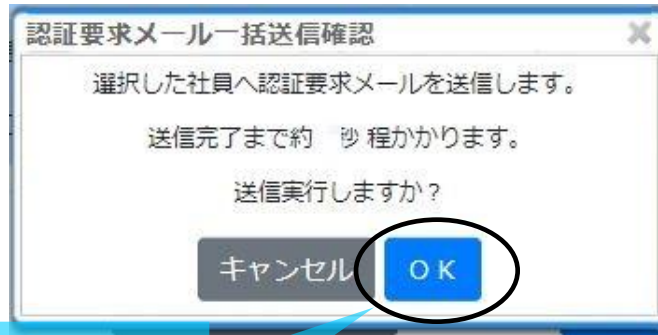 認証要求メール一括送信確認
選択した社員へ認証要求メールを送信します。
送信完了まで約 秒 程かかります。
送信実行しますか？
キャンセル
ＯＫ